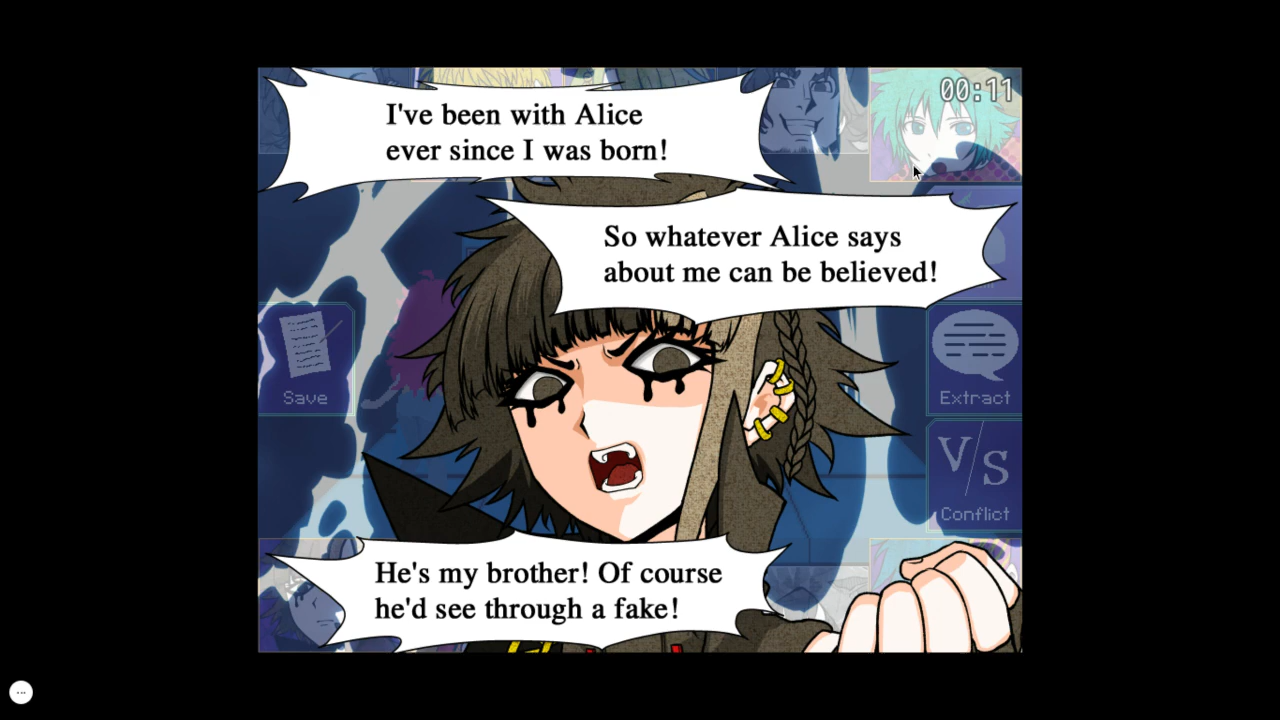 00:11
I've been with Alice
ever since I was born!
So whatever Alice says
about me can be believed!
Save
Extract
V/S
Conflict
He's my brother! Of course
he'd see through a fake!